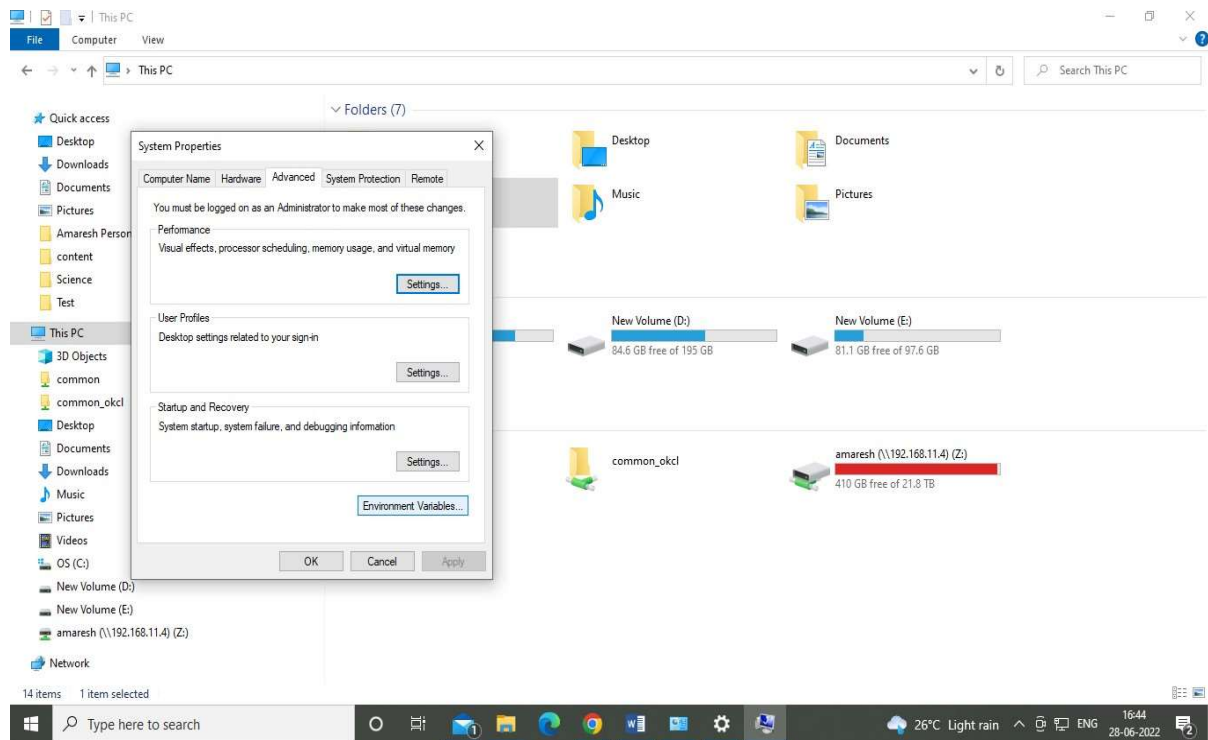 This PC
File Computer View
This PC
Search This PC
Quick access
Desktop
Downloads
Documents
Pictures
Amaresh Person
content
Science
Test
This PC
3D Objects
common
common_okcl
Desktop
Documents
Downloads
Music
Pictures
Videos
OS (C:)
New Volume (D:)
New Volume (E:)
amaresh (\\192.168.11.4) (Z:)
Network
Folders (7)
Desktop
Documents
Music
Pictures
New Volume (D:)
84.6 GB free of 195 GB
New Volume (E:)
81.1 GB free of 97.6 GB
common_okcl
amaresh (\\192.168.11.4) (Z:)
410 GB free of 21.8 TB
System Properties
Computer Name Hardware Advanced System Protection Remote
You must be logged on as an Administrator to make most of these changes.
Performance
Visual effects, processor scheduling, memory usage, and virtual memory
Settings...
User Profiles
Desktop settings related to your sign-in
Settings...
Startup and Recovery
System startup, system failure, and debugging information
Settings...
Environment Variables...
OK Cancel Apply
14 items 1 item selected
Type here to search
1
26°C Light rain ENG
16:44
28-06-2022
2